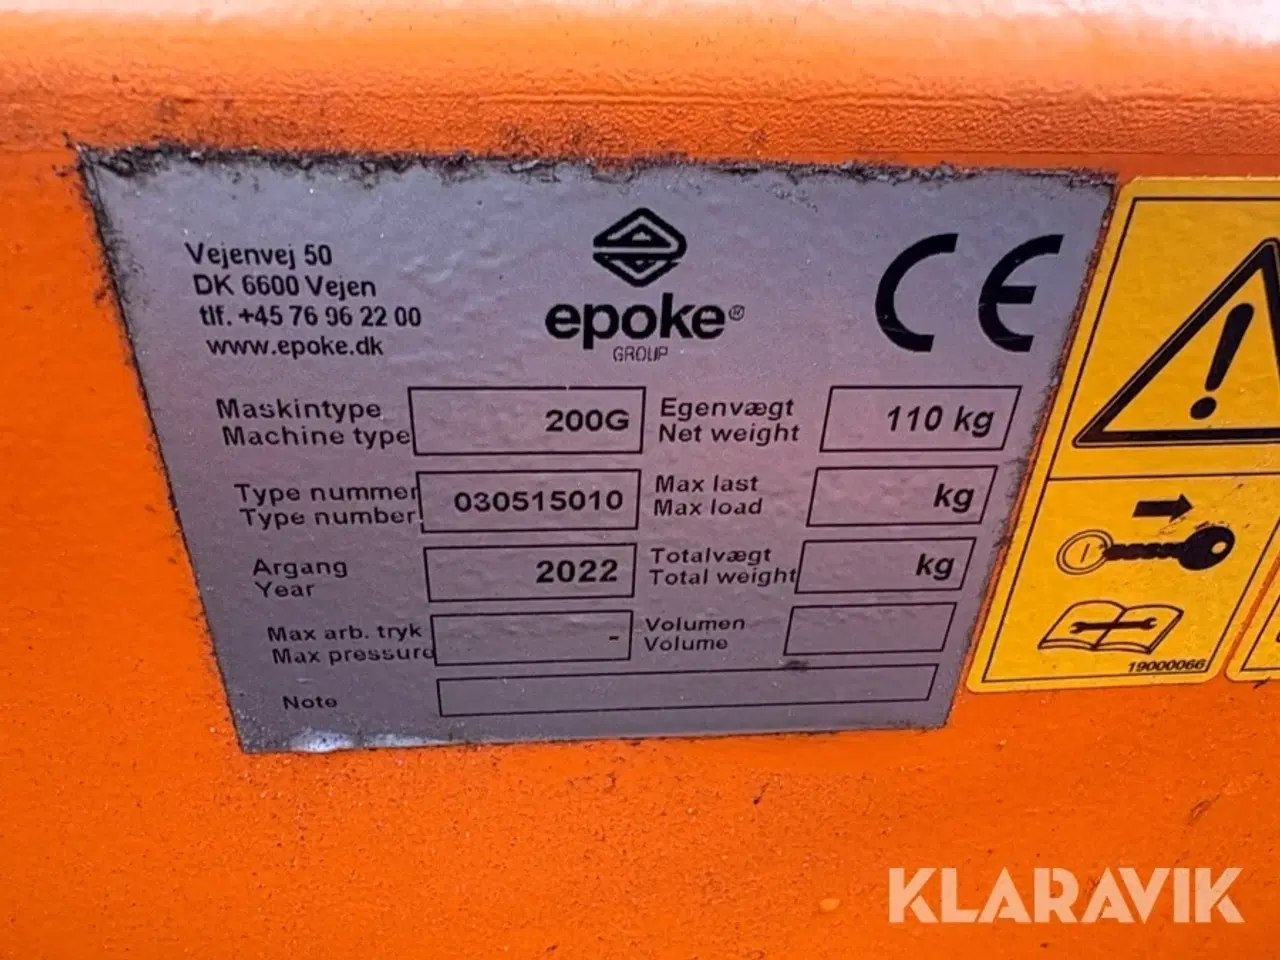 Vejenvej 50
DK 6600 Vejen
tlf. +45 76 96 22 00
www.epoke.dk
epoke®
GROUP
CE
Maskintype
Machine type
200G
Egenvægt
Net weight
110 kg
Type nummer
Type number
030515010
Max last
Max load
kg
Argang
Year
2022
Totalvægt
Total weight
kg
Max arb. tryk
Max pressure
-
Volumen
Volume
Note
19000066
KLARAVIK